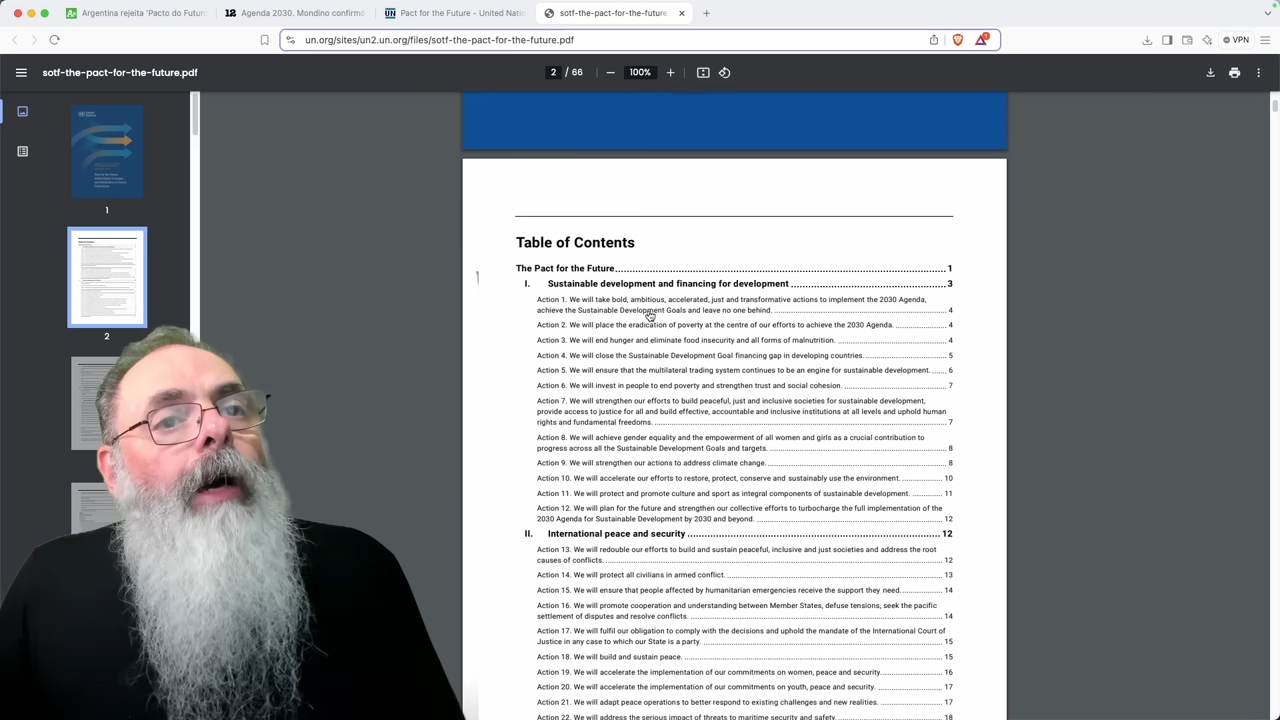 Argentina rejeita 'Pacto do Futur
12 Agenda 2030. Mondino confirmó
UN Pact for the Future - United Nati
sotf-the-pact-for-the-future.
un.org/sites/un2.un.org/files/sotf-the-pact-for-the-future.pdf
VPN
sotf-the-pact-for-the-future.pdf
2 / 66
100%
1
2
Table of Contents
The Pact for the Future 1
I. Sustainable development and financing for development 3
Action 1. We will take bold, ambitious, accelerated, just and transformative actions to implement the 2030 Agenda,
achieve the Sustainable Development Goals and leave no one behind. 4
Action 2. We will place the eradication of poverty at the centre of our efforts to achieve the 2030 Agenda. 4
Action 3. We will end hunger and eliminate food insecurity and all forms of malnutrition. 4
Action 4. We will close the Sustainable Development Goal financing gap in developing countries. 5
Action 5. We will ensure that the multilateral trading system continues to be an engine for sustainable development. 6
Action 6. We will invest in people to end poverty and strengthen trust and social cohesion. 7
Action 7. We will strengthen our efforts to build peaceful, just and inclusive societies for sustainable development,
provide access to justice for all and build effective, accountable and inclusive institutions at all levels and uphold human
rights and fundamental freedoms. 7
Action 8. We will achieve gender equality and the empowerment of all women and girls as a crucial contribution to
progress across all the Sustainable Development Goals and targets. 8
Action 9. We will strengthen our actions to address climate change. 8
Action 10. We will accelerate our efforts to restore, protect, conserve and sustainably use the environment. 10
Action 11. We will protect and promote culture and sport as integral components of sustainable development. 11
Action 12. We will plan for the future and strengthen our collective efforts to turbocharge the full implementation of the
2030 Agenda for Sustainable Development by 2030 and beyond. 12
II. International peace and security 12
Action 13. We will redouble our efforts to build and sustain peaceful, inclusive and just societies and address the root
causes of conflicts. 12
Action 14. We will protect all civilians in armed conflict. 13
Action 15. We will ensure that people affected by humanitarian emergencies receive the support they need. 14
Action 16. We will promote cooperation and understanding between Member States, defuse tensions, seek the pacific
settlement of disputes and resolve conflicts. 14
Action 17. We will fulfil our obligation to comply with the decisions and uphold the mandate of the International Court of
Justice in any case to which our State is a party. 15
Action 18. We will build and sustain peace. 15
Action 19. We will accelerate the implementation of our commitments on women, peace and security. 16
Action 20. We will accelerate the implementation of our commitments on youth, peace and security. 17
Action 21. We will adapt peace operations to better respond to existing challenges and new realities. 17
Action 22. We will address the serious impact of threats to maritime security and safety. 18